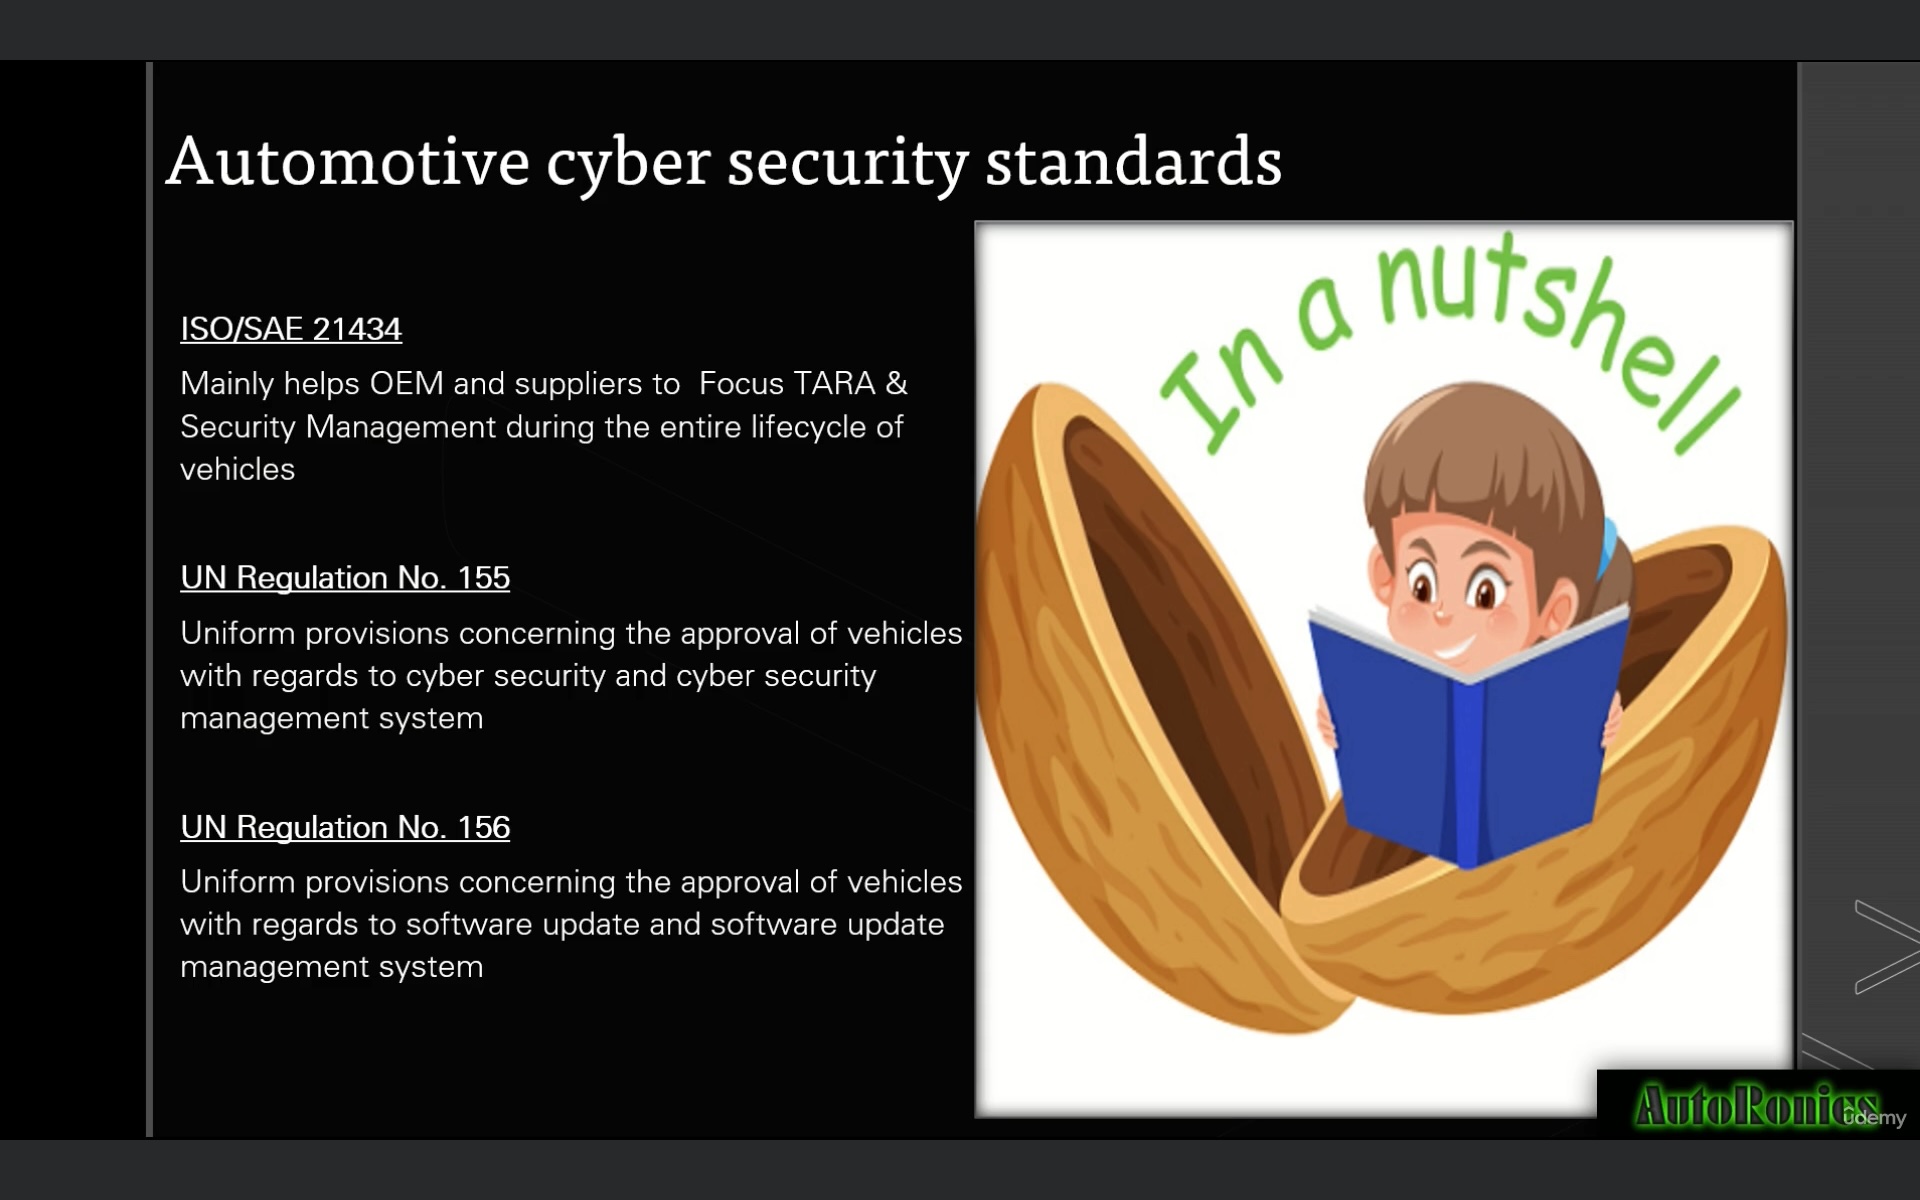 Automotive cyber security standards
In a nutshell
ISO/SAE 21434
Mainly helps OEM and suppliers to  Focus TARA &
Security Management during the entire lifecycle of
vehicles
UN Regulation No. 155
Uniform provisions concerning the approval of vehicles
with regards to cyber security and cyber security
management system
UN Regulation No. 156
Uniform provisions concerning the approval of vehicles
with regards to software update and software update
management system
AutoRonics
ûdemy